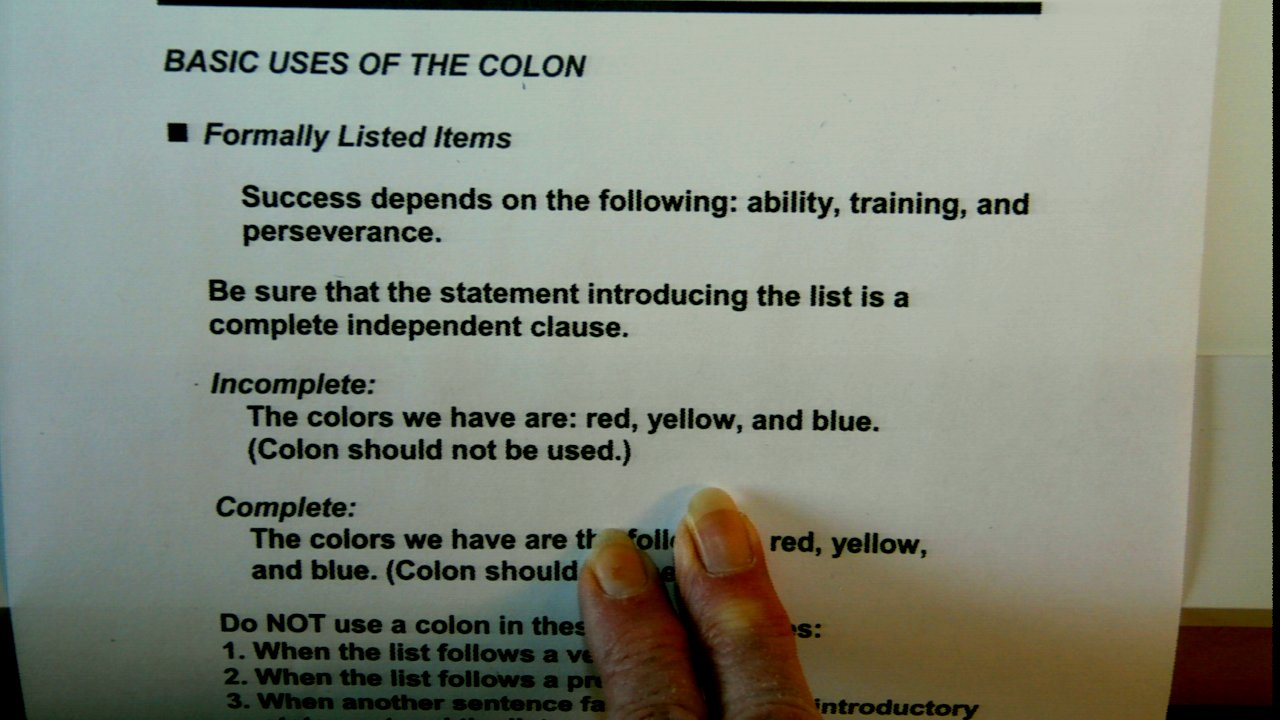 BASIC USES OF THE COLON
■ Formally Listed Items
Success depends on the following: ability, training, and
perseverance.
Be sure that the statement introducing the list is a
complete independent clause.
Incomplete:
The colors we have are: red, yellow, and blue.
(Colon should not be used.)
Complete:
The colors we have are red, yellow,
and blue. (Colon should
Do NOT use a colon in
1. When the list follows a
2. When the list follows a
3. When another sentence introductory